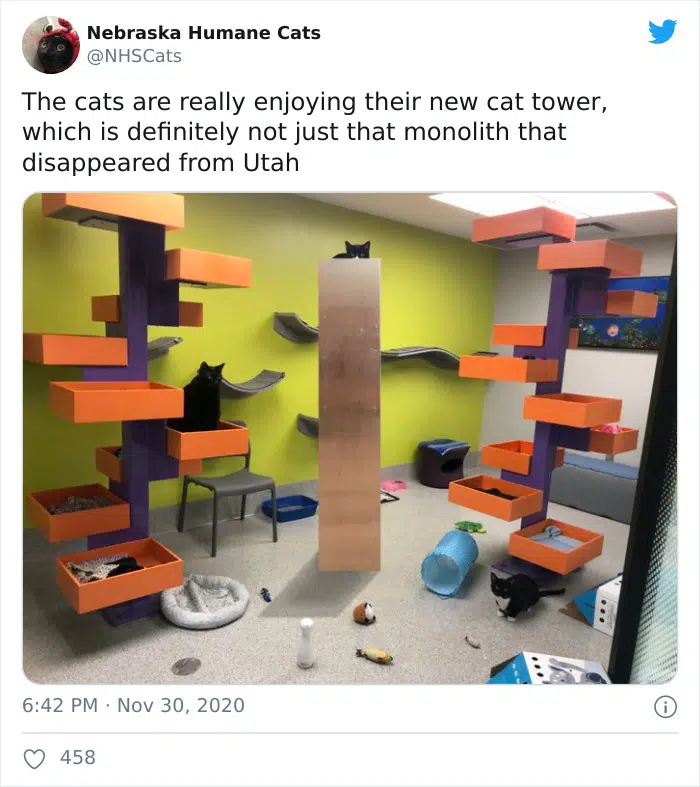 Nebraska Humane Cats
@NHSCats
The cats are really enjoying their new cat tower,
which is definitely not just that monolith that
disappeared from Utah
6:42 PM · Nov 30, 2020
458